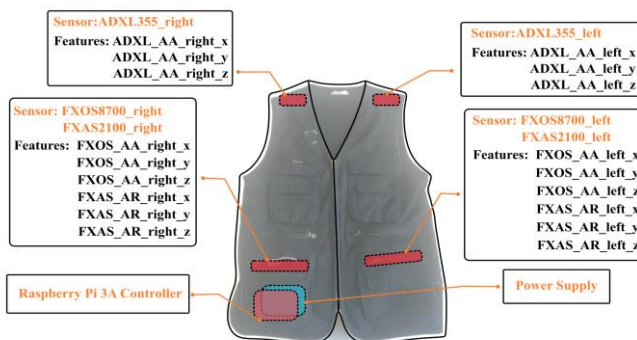 Sensor:ADXL355_right
Features: ADXL_AA_right_x
ADXL_AA_right_y
ADXL_AA_right_z
Sensor:ADXL355_left
Features: ADXL_AA_left_x
ADXL_AA_left_y
ADXL_AA_left_z
Sensor: FXOS8700_right
FXAS2100_right
Features: FXOS_AA_right_x
FXOS_AA_right_y
FXOS_AA_right_z
FXAS_AR_right_x
FXAS_AR_right_y
FXAS_AR_right_z
Sensor: FXOS8700_left
FXAS2100_left
Features: FXOS_AA_left_x
FXOS_AA_left_y
FXOS_AA_left_z
FXAS_AR_left_x
FXAS_AR_left_y
FXAS_AR_left_z
Raspberry Pi 3A Controller
Power Supply